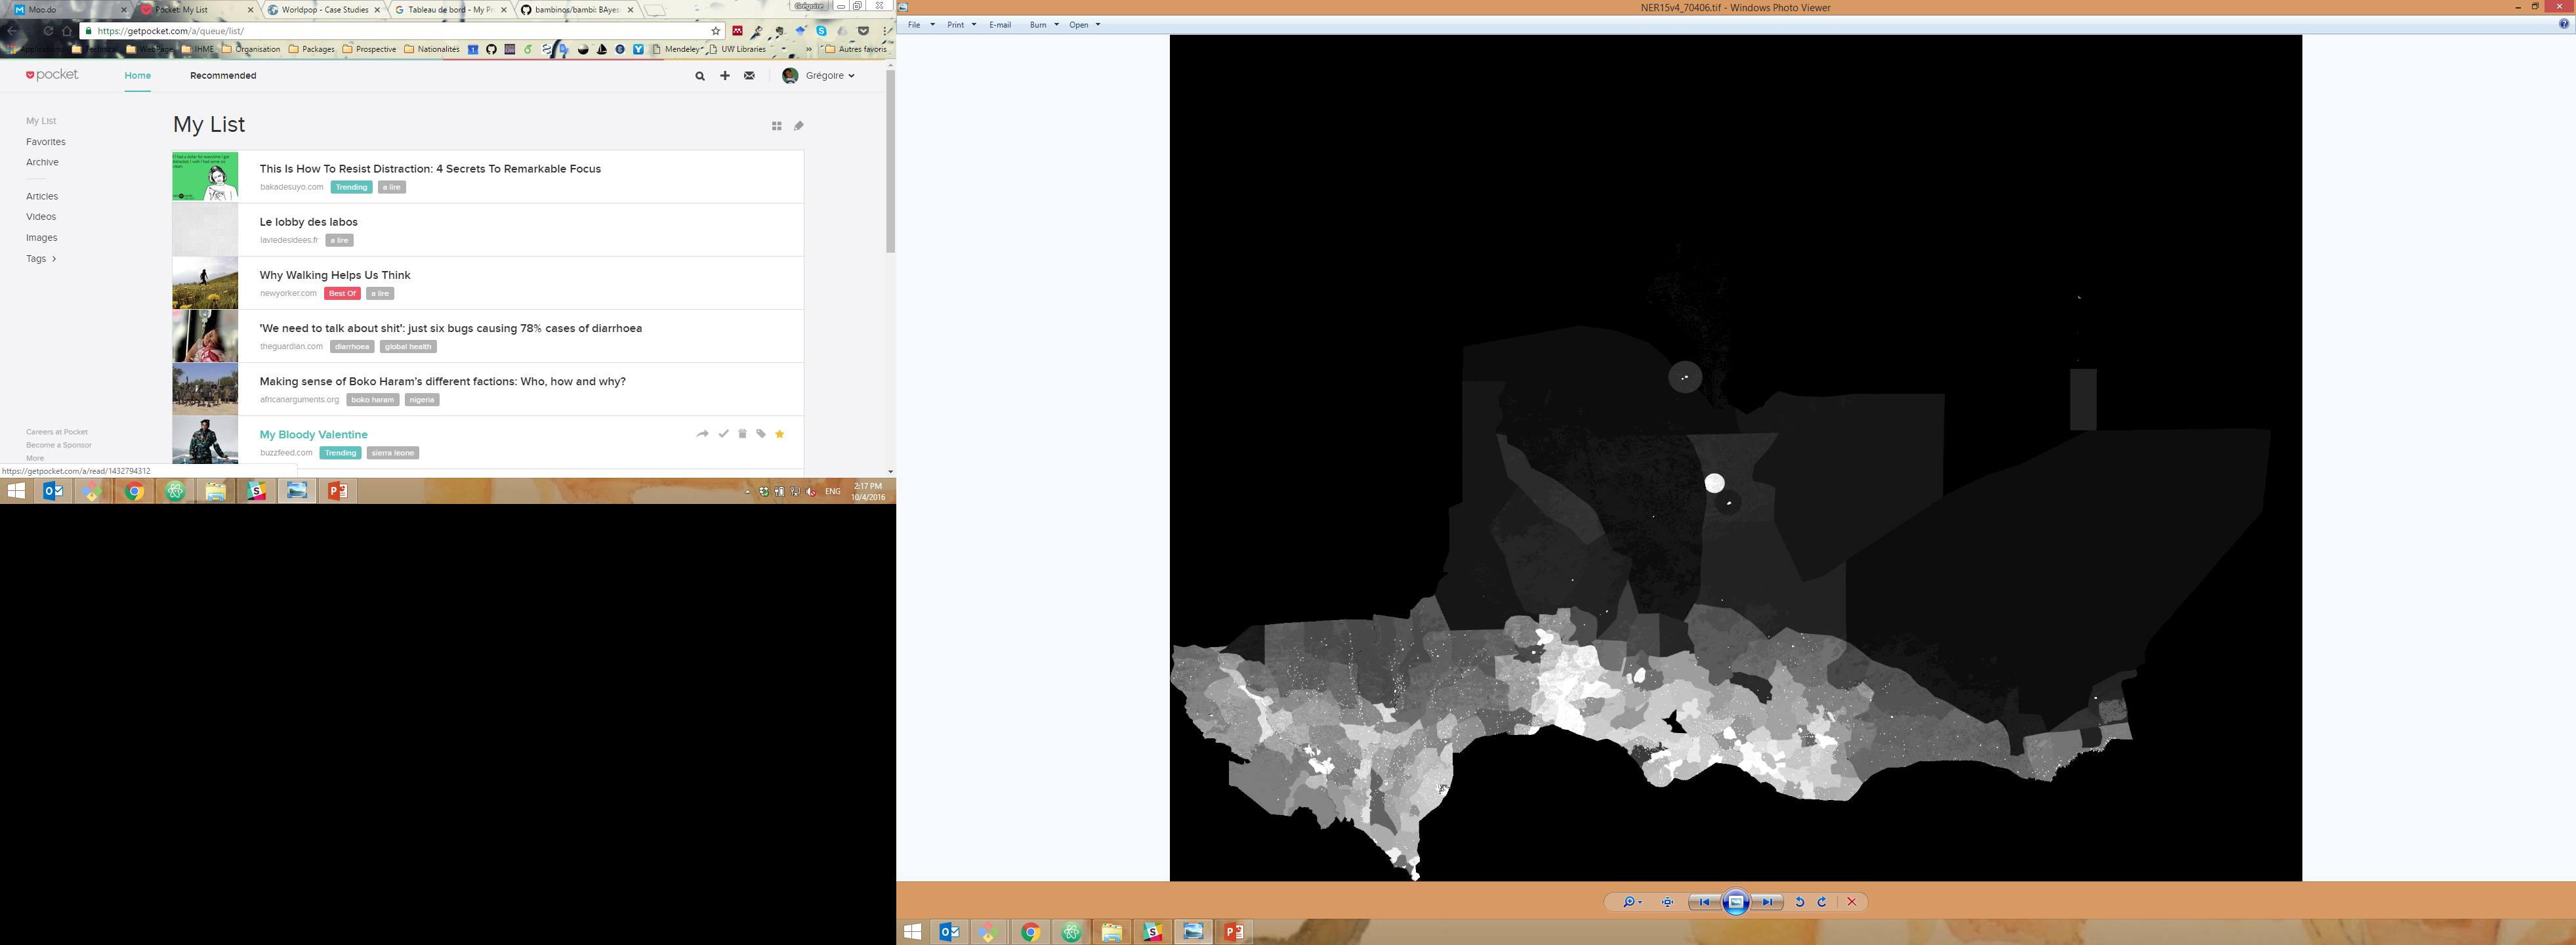 Moo.do
Pocket: My List
Worldpop - Case Studies
Tableau de bord - My Pr
bambinos/bambi: BAyes
Grégoire
https://getpocket.com/a/queue/list/
Applications
Technical
WebPage
IHME
Organisation
Packages
Prospective
Nationalités
Mendeley
UW Libraries
»
Autres favoris
pocket
Home
Recommended
Grégoire
My List
Favorites
Archive
Articles
Videos
Images
Tags
Careers at Pocket
Become a Sponsor
More
My List
This Is How To Resist Distraction: 4 Secrets To Remarkable Focus
bakadesuyo.com Trending a lire
Le lobby des labos
laviedesidees.fr a lire
Why Walking Helps Us Think
newyorker.com Best Of a lire
'We need to talk about shit': just six bugs causing 78% cases of diarrhoea
theguardian.com diarrhoea global health
Making sense of Boko Haram's different factions: Who, how and why?
africanarguments.org boko haram nigeria
My Bloody Valentine
buzzfeed.com Trending sierra leone
https://getpocket.com/a/read/1432794312
ENG
2:17 PM
10/4/2016
NER15v4_70406.tif - Windows Photo Viewer
File Print E-mail Burn Open